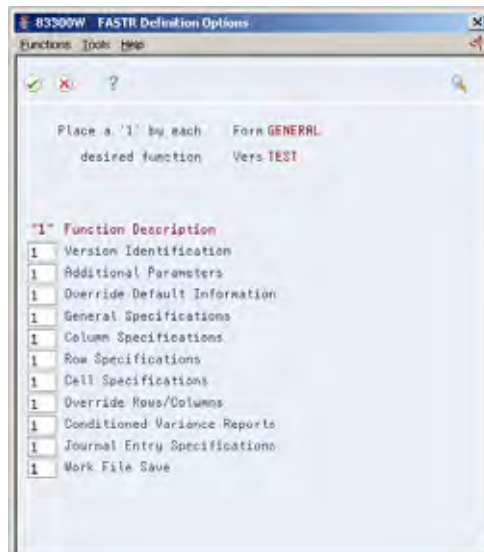 83300W FASTR Definition Options
Functions Tools Help
?
Place a '1' by each Form GENERAL
desired function Vers TEST
"1" Function Description
1 Version Identification
1 Additional Parameters
1 Override Default Information
1 General Specifications
1 Column Specifications
1 Row Specifications
1 Cell Specifications
1 Override Rows/Columns
1 Conditioned Variance Reports
1 Journal Entry Specifications
1 Work File Save